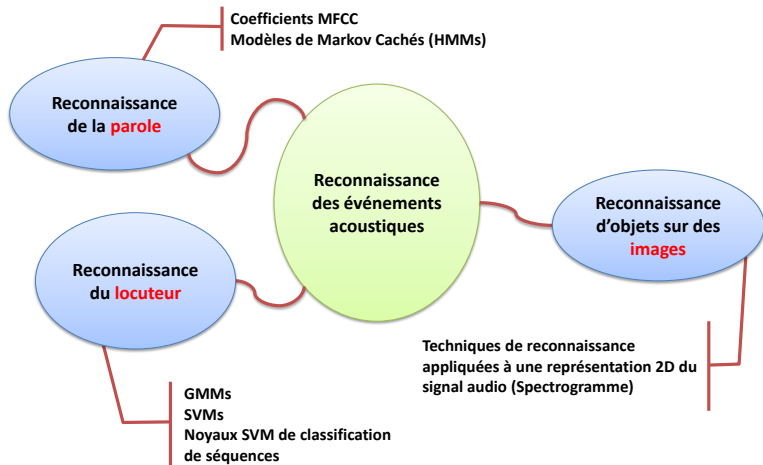 Coefficients MFCC
Modèles de Markov Cachés (HMMs)
Reconnaissance
de la parole
Reconnaissance
des événements
acoustiques
Reconnaissance
d'objets sur des
images
Reconnaissance
du locuteur
Techniques de reconnaissance
appliquées à une représentation 2D du
signal audio (Spectrogramme)
GMMs
SVMs
Noyaux SVM de classification
de séquences